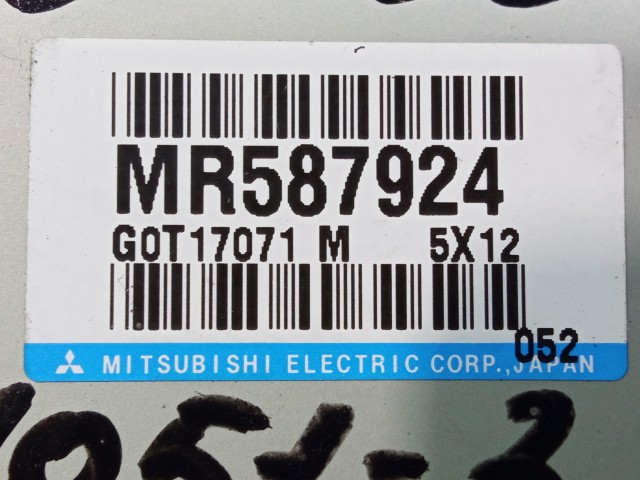 MR587924
G0T17071 M 5X12
052
MITSUBISHI ELECTRIC CORP.,JAPAN